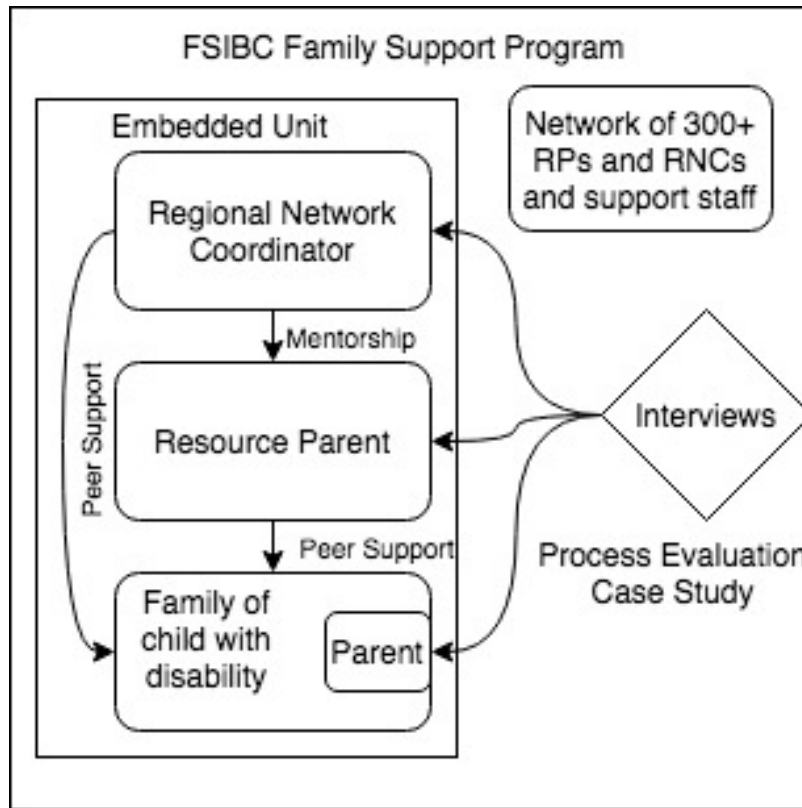 FSIBC Family Support Program
Embedded Unit
Network of 300+
RPs and RNCs
and support staff
Regional Network
Coordinator
Mentorship
Peer Support
Resource Parent
Interviews
Peer Support
Process Evaluation
Case Study
Family of
child with
disability
Parent